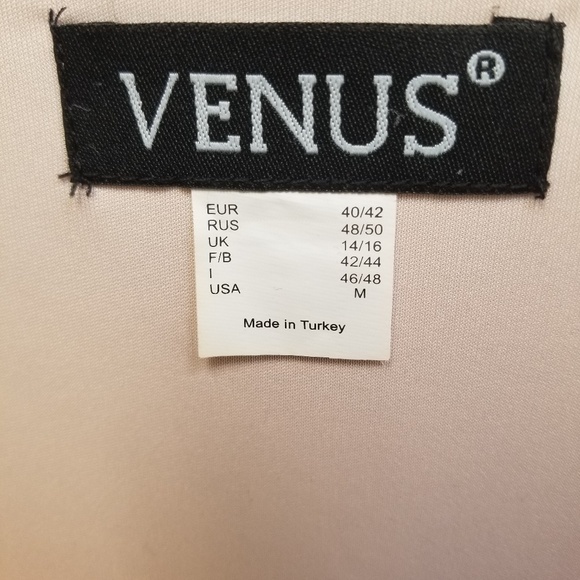 VENUS®
EUR 40/42
RUS 48/50
UK 14/16
F/B 42/44
I 46/48
USA M
Made in Turkey